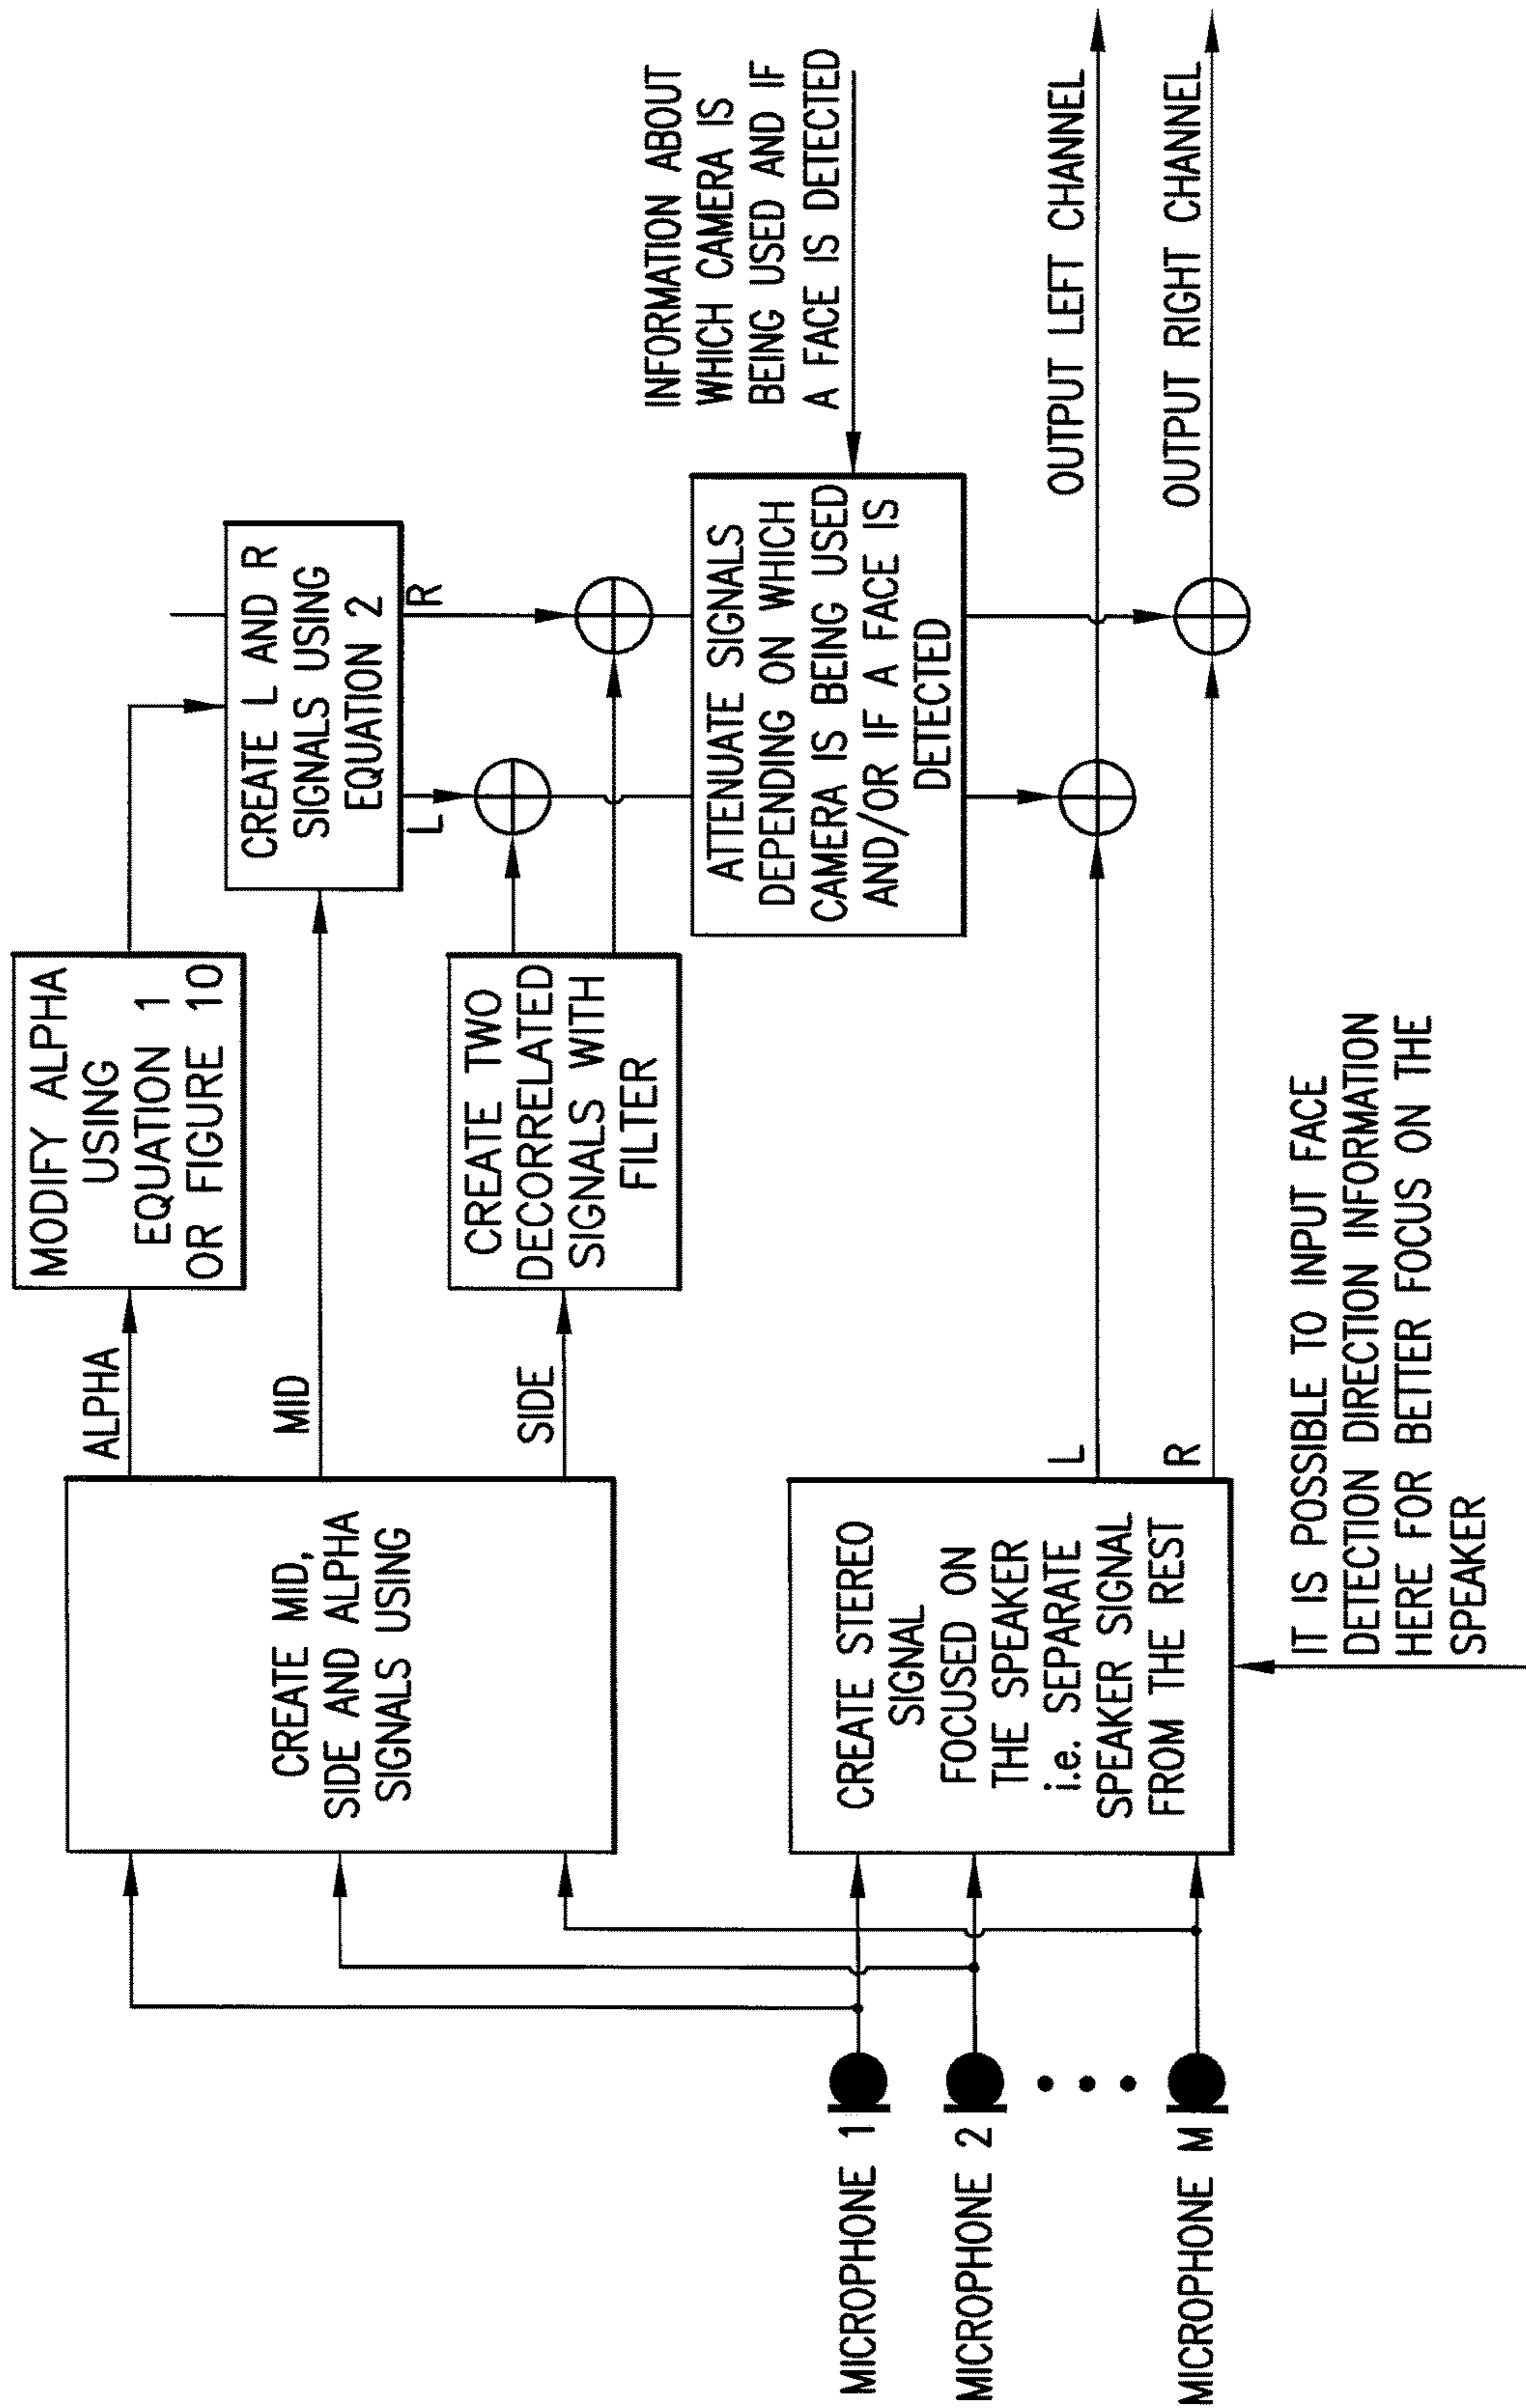 MICROPHONE 1
MICROPHONE 2
MICROPHONE M
CREATE MID,
SIDE AND ALPHA
SIGNALS USING
CREATE STEREO
SIGNAL
FOCUSED ON
THE SPEAKER
i.e. SEPARATE
SPEAKER SIGNAL
FROM THE REST
ALPHA
MID
SIDE
L
R
IT IS POSSIBLE TO INPUT FACE
DETECTION DIRECTION INFORMATION
HERE FOR BETTER FOCUS ON THE
SPEAKER
MODIFY ALPHA
USING
EQUATION 1
OR FIGURE 10
CREATE TWO
DECORRELATED
SIGNALS WITH
FILTER
CREATE L AND R
SIGNALS USING
EQUATION 2
L
R
ATTENUATE SIGNALS
DEPENDING ON WHICH
CAMERA IS BEING USED
AND/OR IF A FACE IS
DETECTED
INFORMATION ABOUT
WHICH CAMERA IS
BEING USED AND IF
A FACE IS DETECTED
OUTPUT LEFT CHANNEL
OUTPUT RIGHT CHANNEL